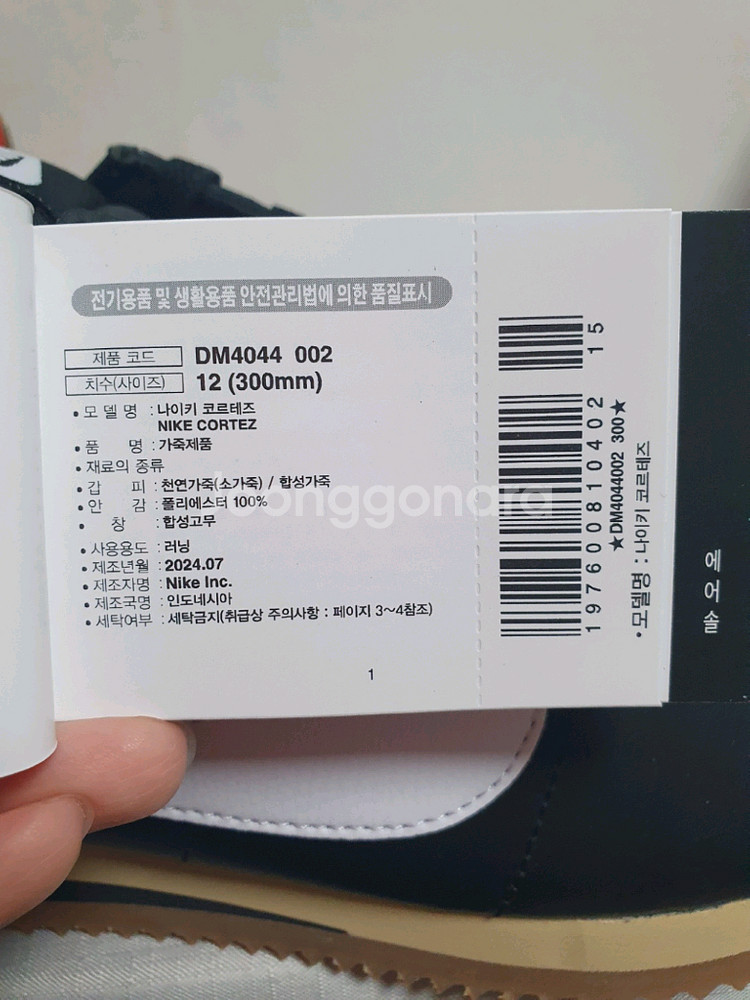 전기용품 및 생활용품 안전관리법에 의한 품질표시
제품 코드 DM4044 002
치수(사이즈) 12 (300mm)
• 모 델 명 : 나이키 코르테즈
NIKE CORTEZ
• 품 명 : 가죽제품
• 재료의 종류
• 갑 피 : 천연가죽(소가죽) / 합성가죽
• 안 감 : 폴리에스터 100%
• 창 : 합성고무
• 사용용도 : 러닝
• 제조년월 : 2024.07
• 제조자명 : Nike Inc.
• 제조국명 : 인도네시아
• 세탁여부 : 세탁금지(취급상 주의사항 : 페이지 3~4참조)
1
15
197600810402
★DM4044002 300★
• 모델명 : 나이키 코르테즈
에어솔
joonggonara